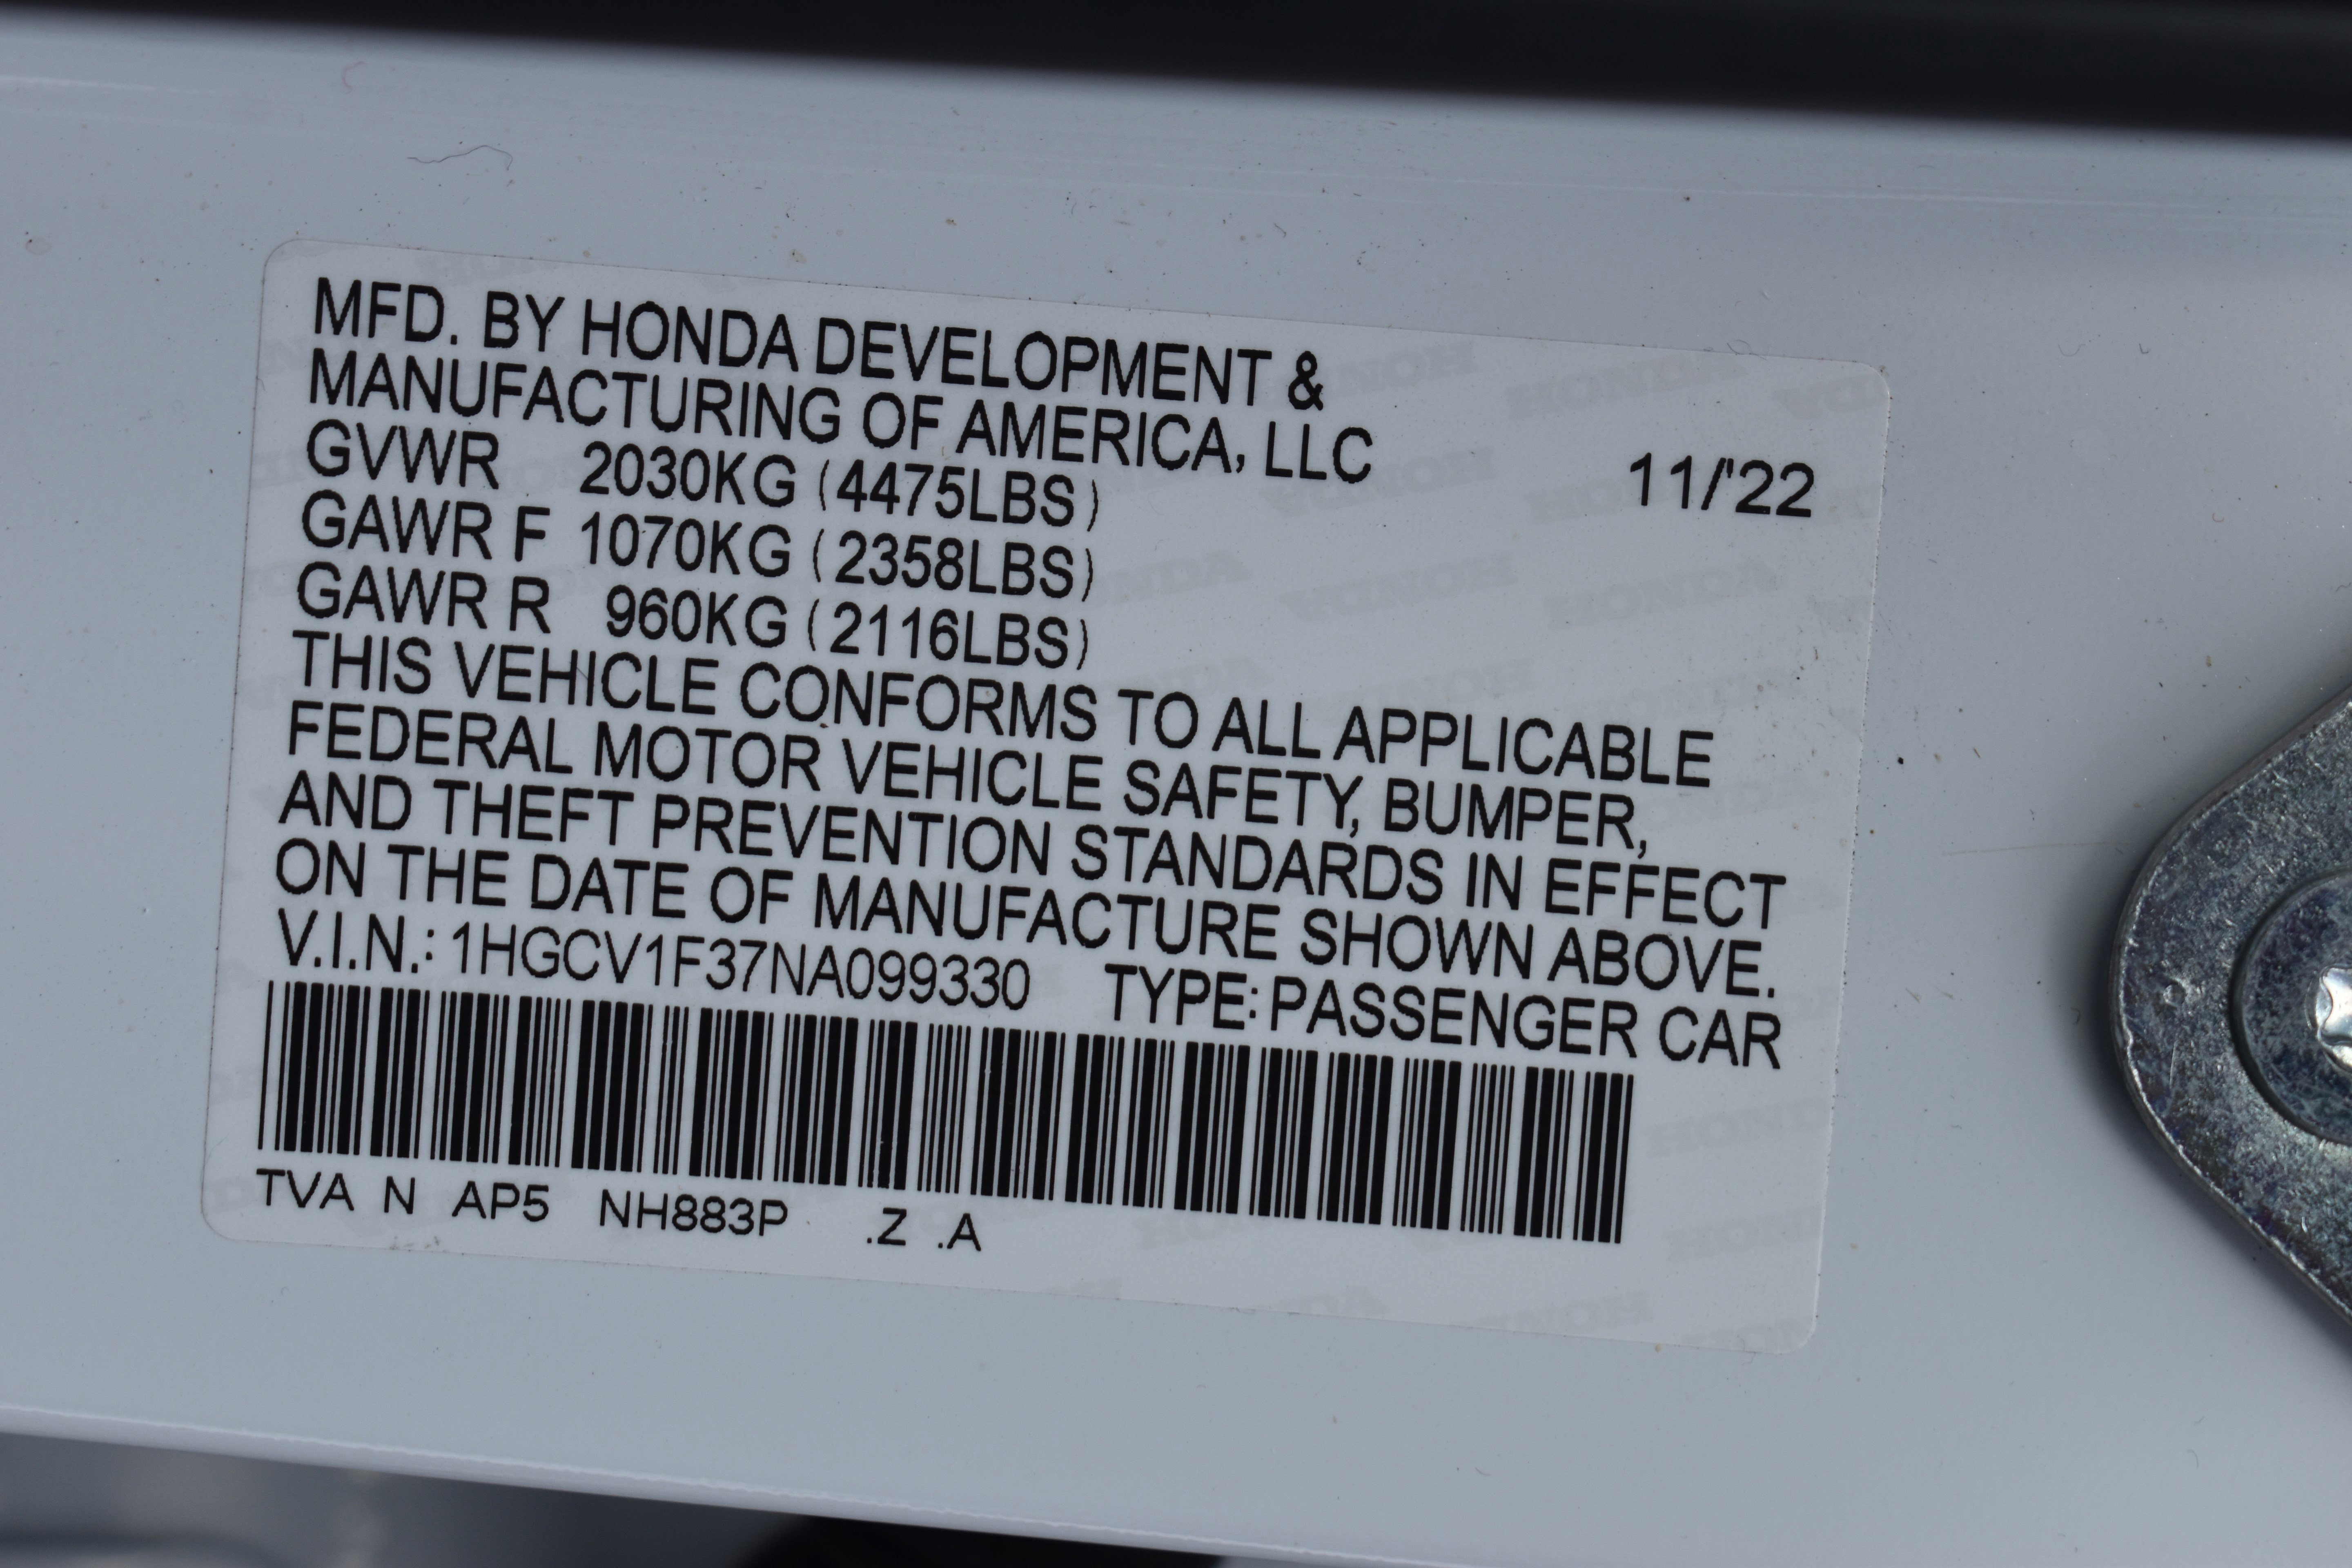 MFD. BY HONDA DEVELOPMENT &
MANUFACTURING OF AMERICA, LLC
GVWR 2030KG (4475LBS) 11/'22
GAWR F 1070KG (2358LBS)
GAWR R 960KG (2116LBS)
THIS VEHICLE CONFORMS TO ALL APPLICABLE
FEDERAL MOTOR VEHICLE SAFETY, BUMPER,
AND THEFT PREVENTION STANDARDS IN EFFECT
ON THE DATE OF MANUFACTURE SHOWN ABOVE.
V.I.N.: 1HGCV1F37NA099330 TYPE: PASSENGER CAR
TVA N AP5 NH883P .Z .A